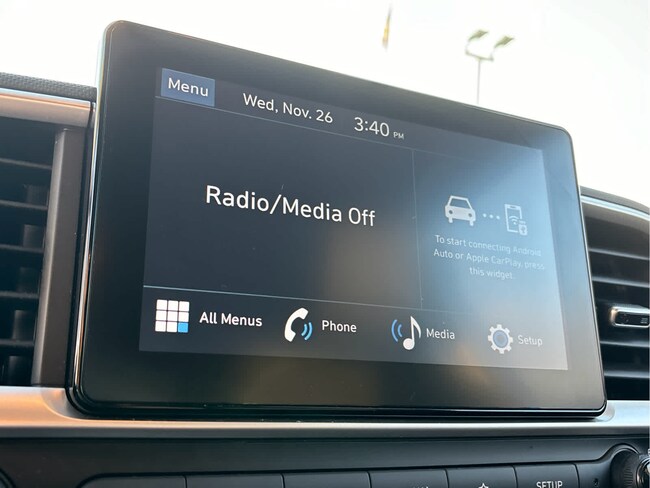 Menu
Wed, Nov. 26 3:40 PM
Radio/Media Off
To start connecting Android
Auto or Apple CarPlay, press
this widget.
All Menus
Phone
Media
Setup
SETUP